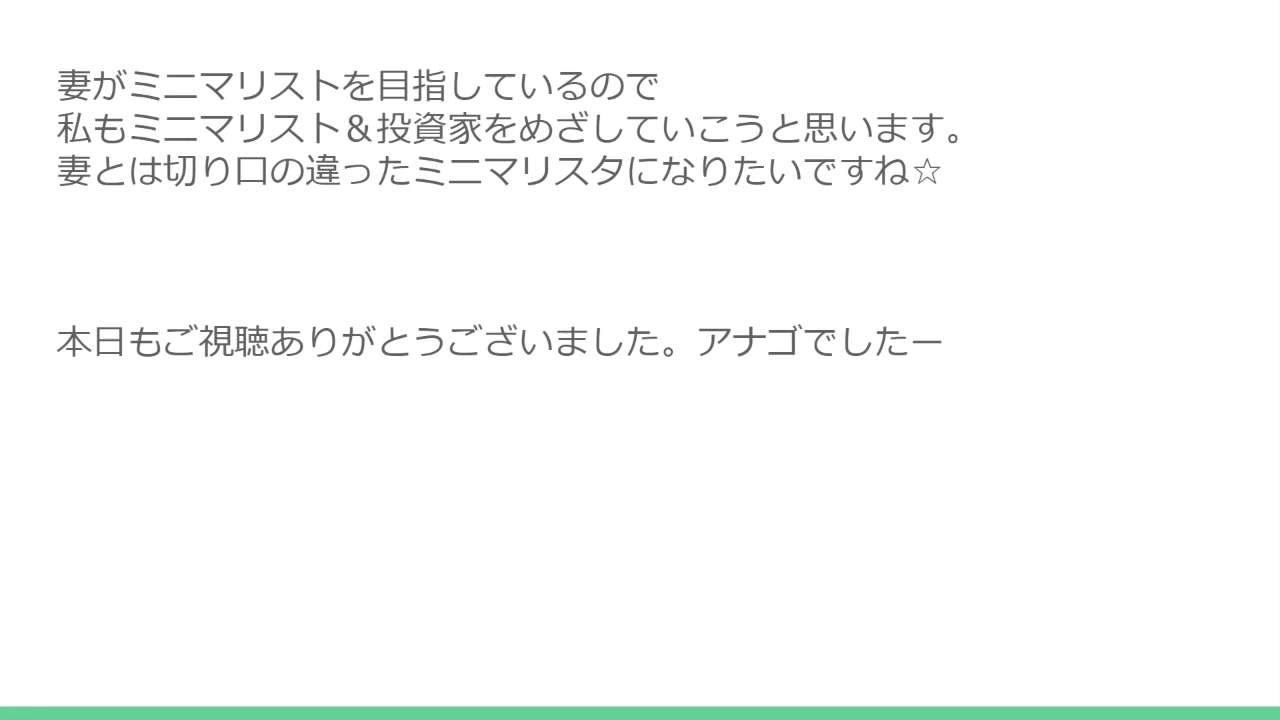 妻がミニマリストを目指しているので
私もミニマリスト＆投資家をめざしていこうと思います。
妻とは切り口の違ったミニマリスタになりたいですね☆
本日もご視聴ありがとうございました。アナゴでしたー